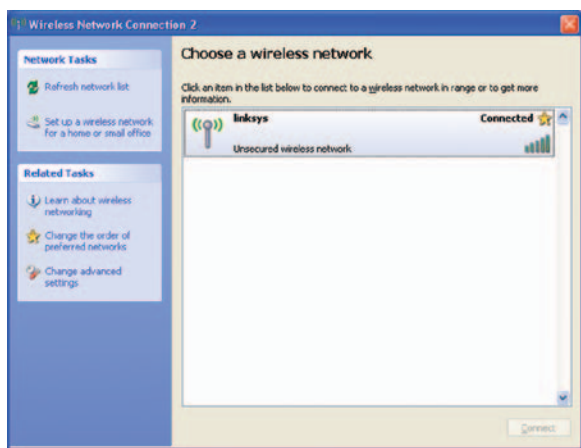 Wireless Network Connection 2
Network Tasks
Refresh network list
Set up a wireless network
for a home or small office
Related Tasks
Learn about wireless
networking
Change the order of
preferred networks
Change advanced
settings
Choose a wireless network
Click an item in the list below to connect to a wireless network in range or to get more
information.
linksys
Connected
Unsecured wireless network
Connect